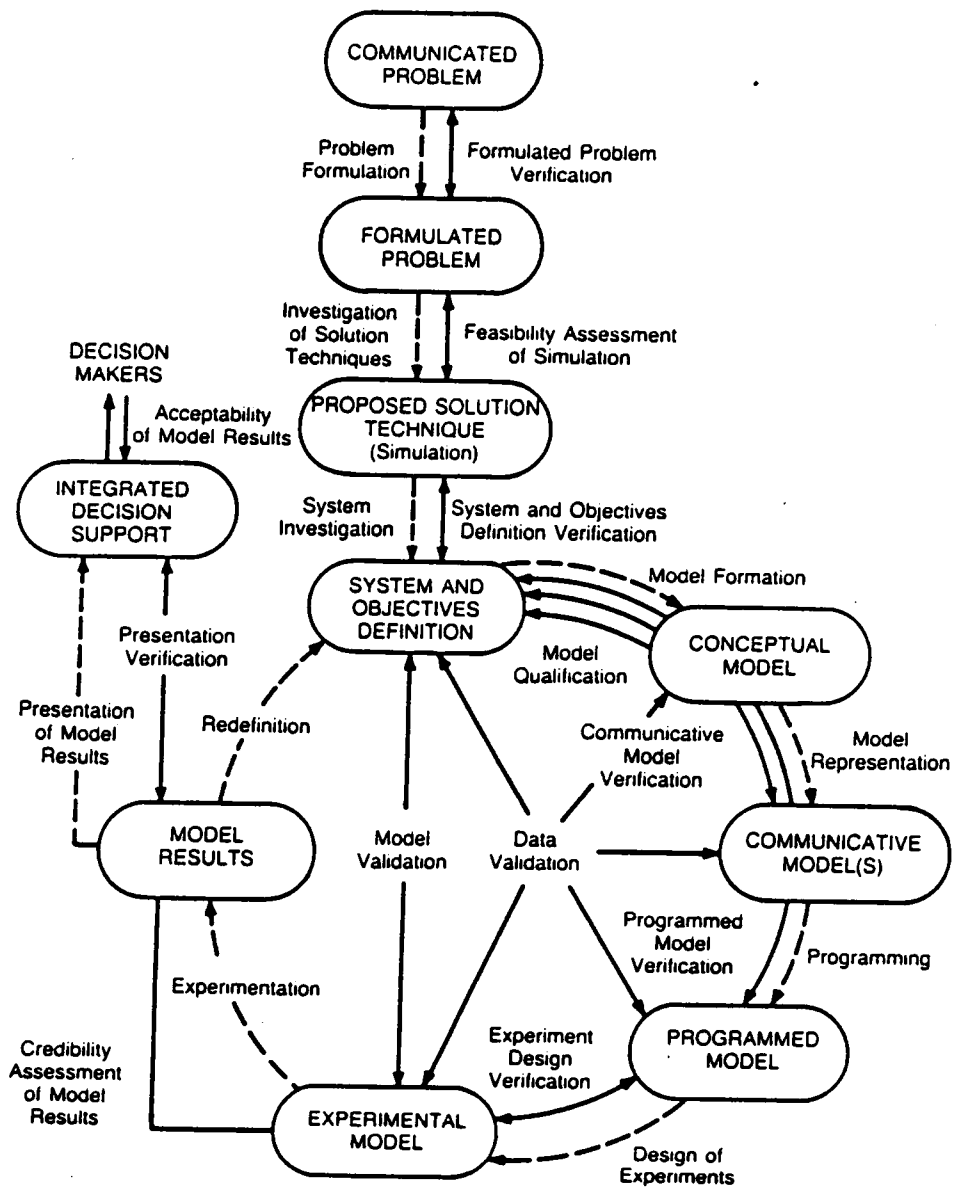 COMMUNICATED
PROBLEM
Problem
Formulation
Formulated Problem
Verification
FORMULATED
PROBLEM
Investigation
of Solution
Techniques
Feasibility Assessment
of Simulation
DECISION
MAKERS
Acceptability
of Model Results
PROPOSED SOLUTION
TECHNIQUE
(Simulation)
INTEGRATED
DECISION
SUPPORT
System
Investigation
System and Objectives
Definition Verification
SYSTEM AND
OBJECTIVES
DEFINITION
Model Formation
CONCEPTUAL
MODEL
Model
Qualification
Presentation
Verification
Presentation
of Model
Results
Redefinition
Communicative
Model
Verification
Model
Representation
MODEL
RESULTS
Model
Validation
Data
Validation
COMMUNICATIVE
MODEL(S)
Programmed
Model
Verification
Programming
Experimentation
Experiment
Design
Verification
PROGRAMMED
MODEL
Credibility
Assessment
of Model
Results
EXPERIMENTAL
MODEL
Design of
Experiments